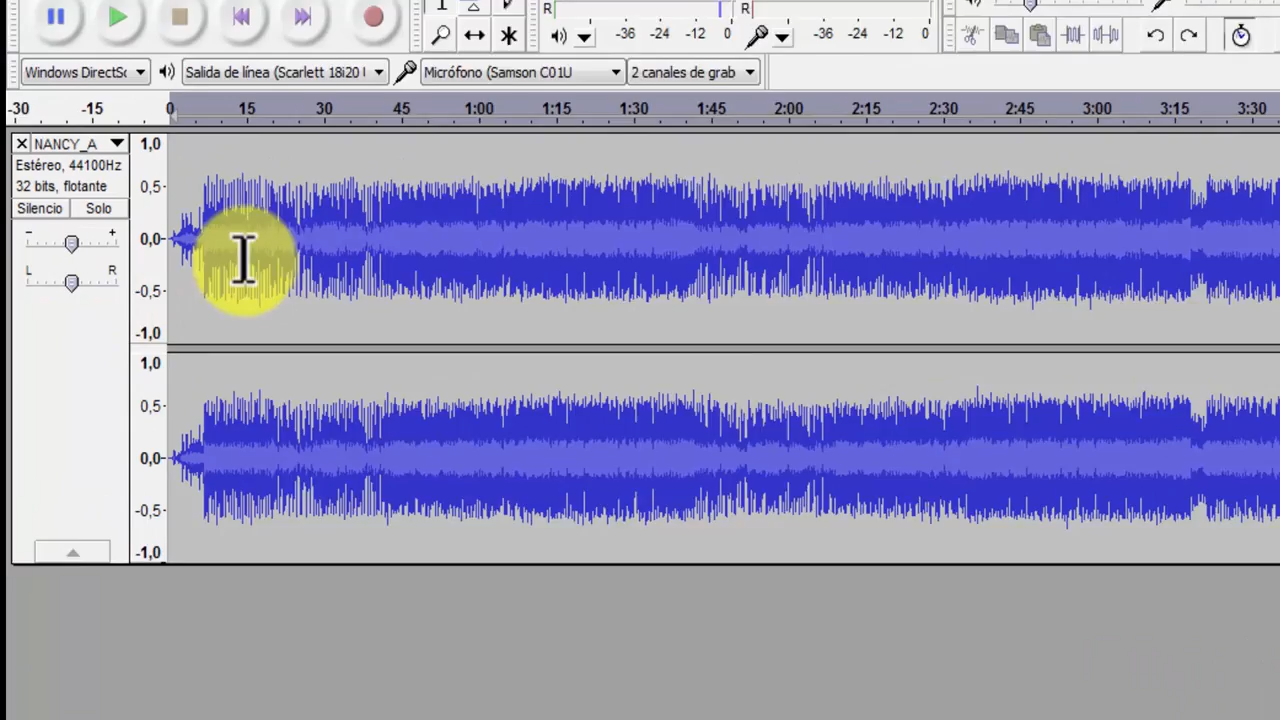 R R
-36 -24 -12 0 -36 -24 -12 0
Windows DirectSc Salida de línea (Scarlett 18i20 Micrófono (Samson C01U 2 canales de grab
-30 -15 0 15 30 45 1:00 1:15 1:30 1:45 2:00 2:15 2:30 2:45 3:00 3:15 3:30
NANCY_A
Estéreo, 44100Hz
32 bits, flotante
Silencio Solo
- +
L R
1,0
0,5
0,0
-0,5
-1,0
1,0
0,5
0,0
-0,5
-1,0